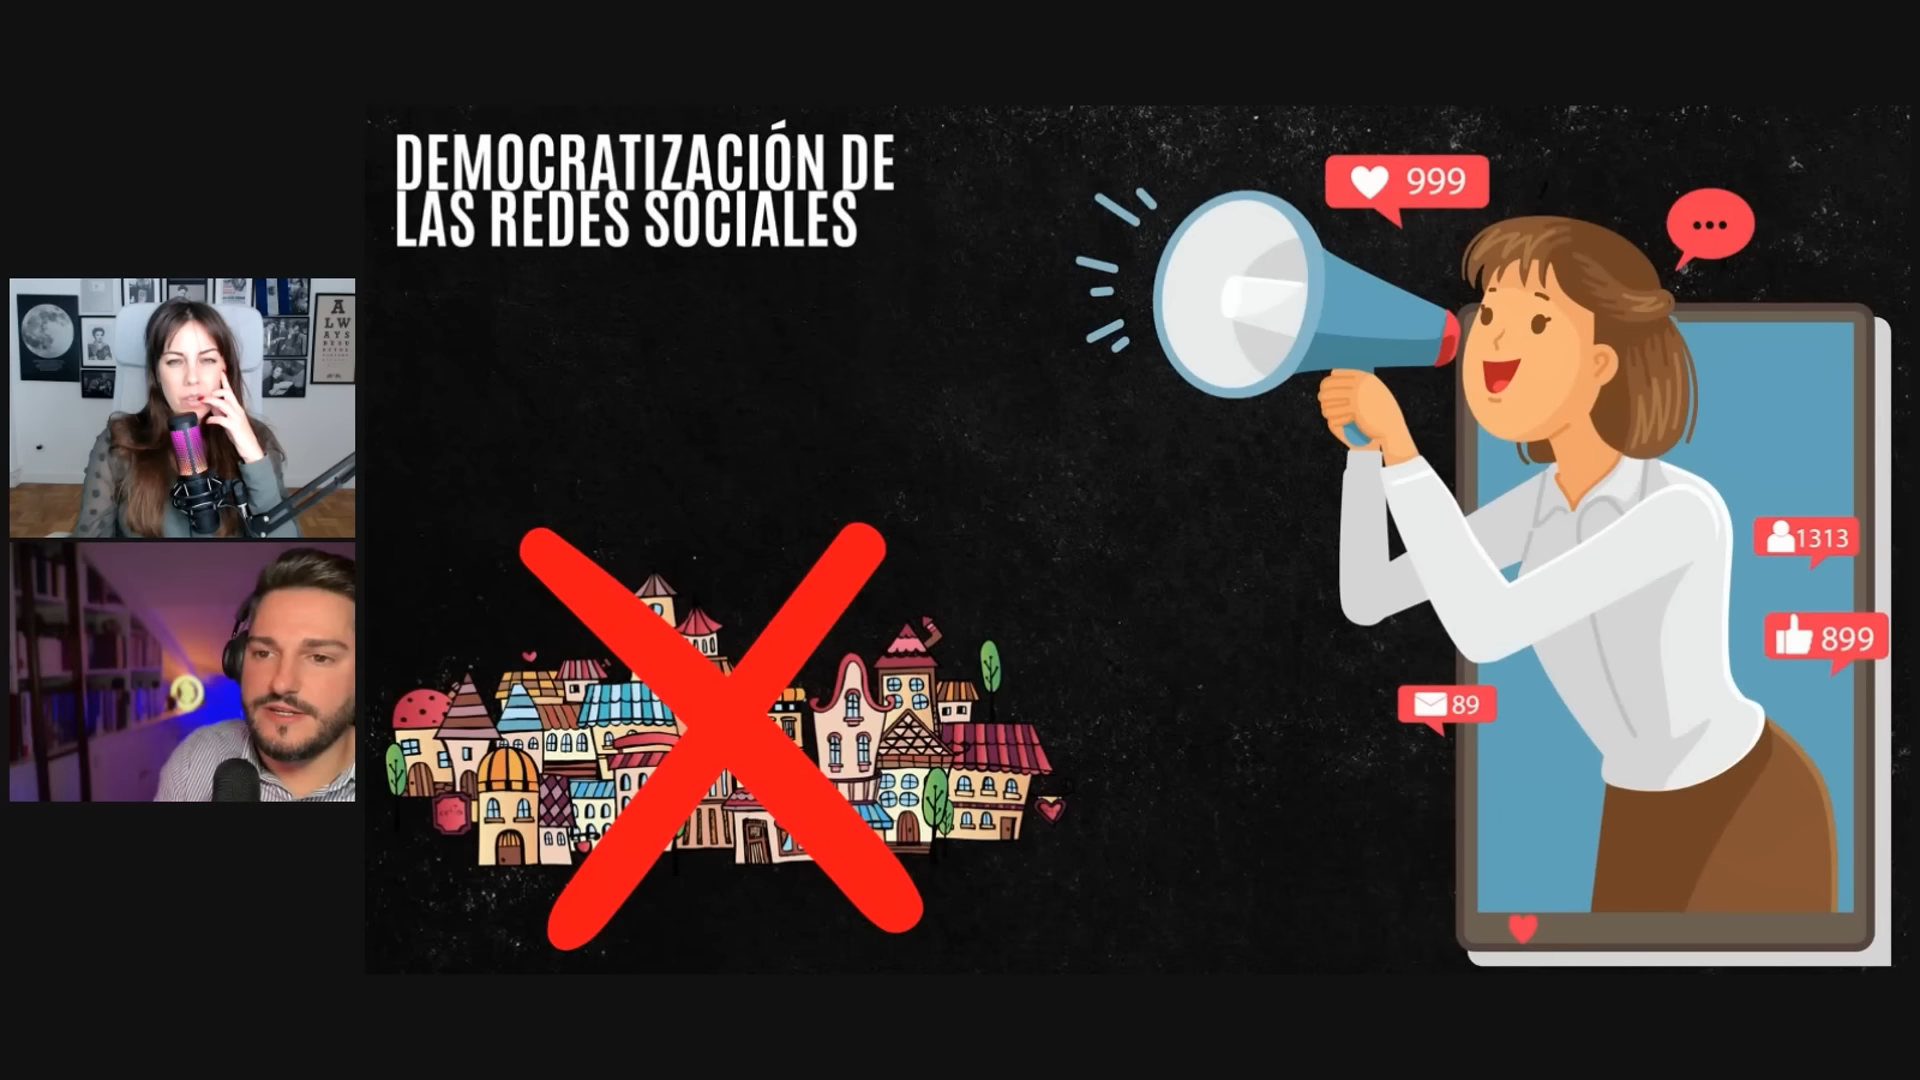 DEMOCRATIZACIÓN DE
LAS REDES SOCIALES
999
1313
899
89
A
L W
A Y S